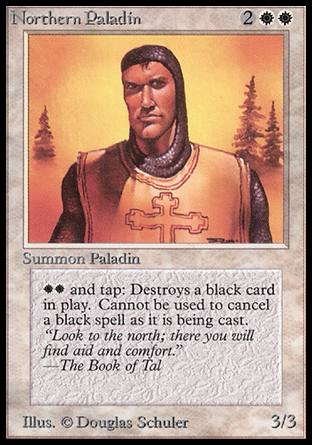 Northern Paladin 2
Summon Paladin
and tap: Destroys a black card
in play. Cannot be used to cancel
a black spell as it is being cast.
“Look to the north; there you will
find aid and comfort.”
—The Book of Tal
Illus. © Douglas Schuler 3/3